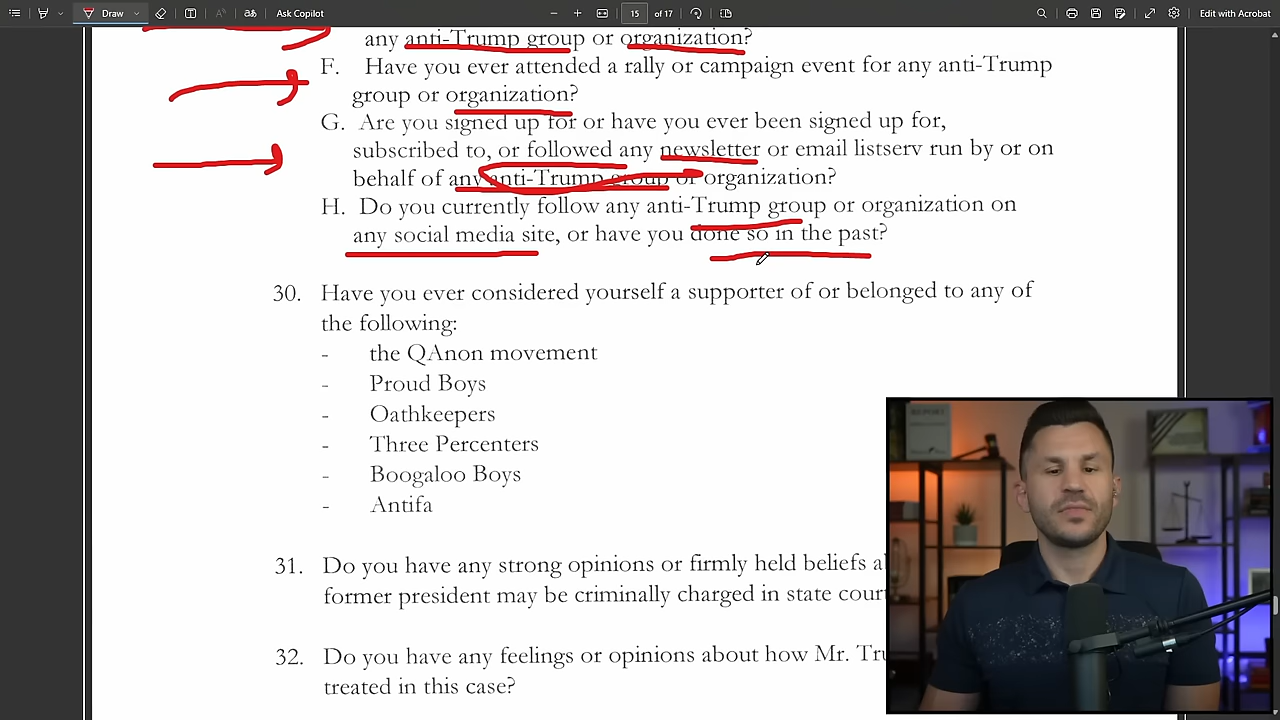 Draw
Ask Copilot
15 of 17
Edit with Acrobat
any anti-Trump group or organization?
F. Have you ever attended a rally or campaign event for any anti-Trump
group or organization?
G. Are you signed up for or have you ever been signed up for,
subscribed to, or followed any newsletter or email listserv run by or on
behalf of any anti-Trump group or organization?
H. Do you currently follow any anti-Trump group or organization on
any social media site, or have you done so in the past?
30. Have you ever considered yourself a supporter of or belonged to any of
the following:
- the QAnon movement
- Proud Boys
- Oathkeepers
- Three Percenters
- Boogaloo Boys
- Antifa
31. Do you have any strong opinions or firmly held beliefs
former president may be criminally charged in state
32. Do you have any feelings or opinions about how Mr.
treated in this case?
REPORT